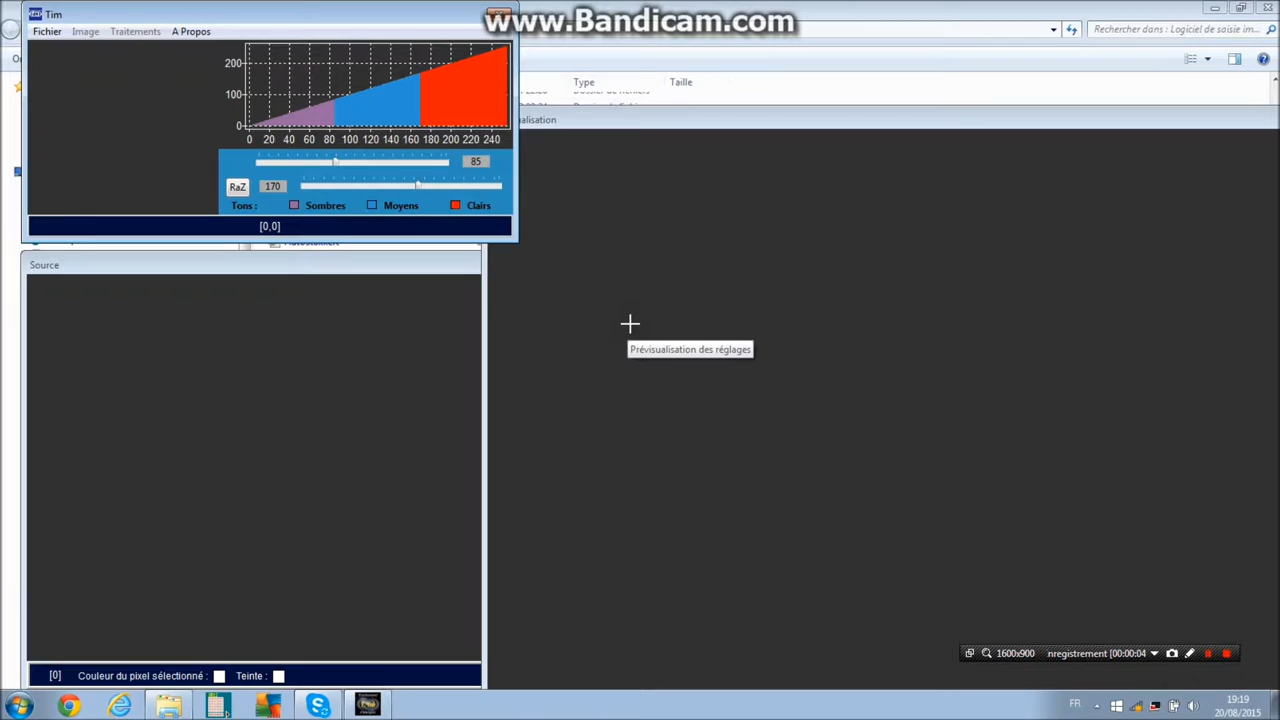 Tim
www.Bandicam.com
Fichier Image Traitements A Propos
Rechercher dans : Logiciel de saisie im...
Type Taille
200
100
0
0 20 40 60 80 100 120 140 160 180 200 220 240
85
RaZ 170
Tons : Sombres Moyens Clairs
[0,0]
Source
Prévisualisation des réglages
[0] Couleur du pixel sélectionné : Teinte :
1600x900 nregistrement [00:00:04]
FR
19:19
20/08/2015